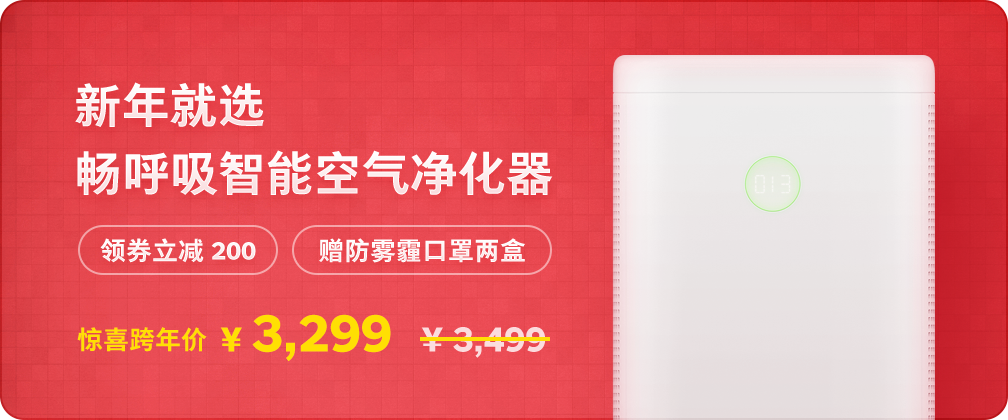 新年就选
畅呼吸智能空气净化器
领券立减 200
赠防雾霾口罩两盒
惊喜跨年价 ¥ 3,299 ¥ 3,499
013